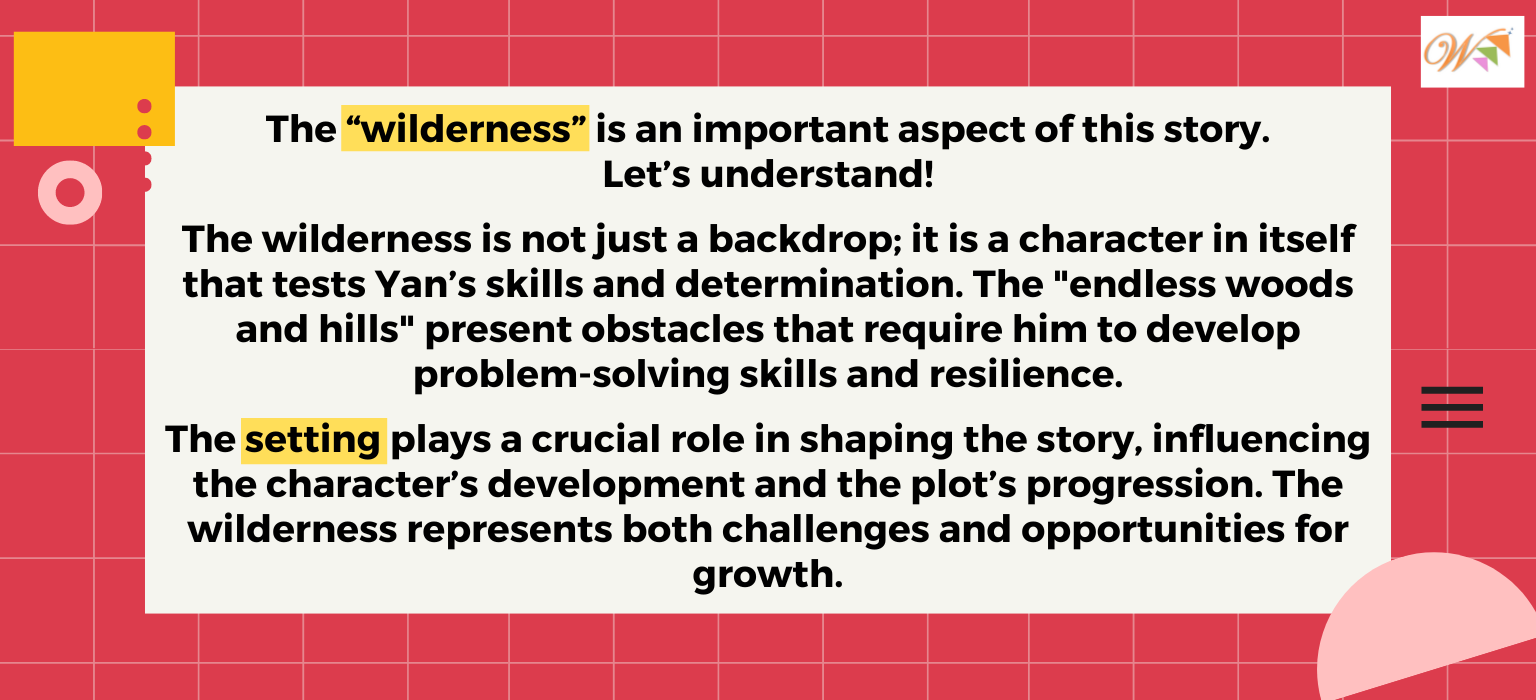 The “wilderness” is an important aspect of this story.
Let’s understand!
The wilderness is not just a backdrop; it is a character in itself
that tests Yan’s skills and determination. The "endless woods
and hills" present obstacles that require him to develop
problem-solving skills and resilience.
The setting plays a crucial role in shaping the story, influencing
the character’s development and the plot’s progression. The
wilderness represents both challenges and opportunities for
growth.
W